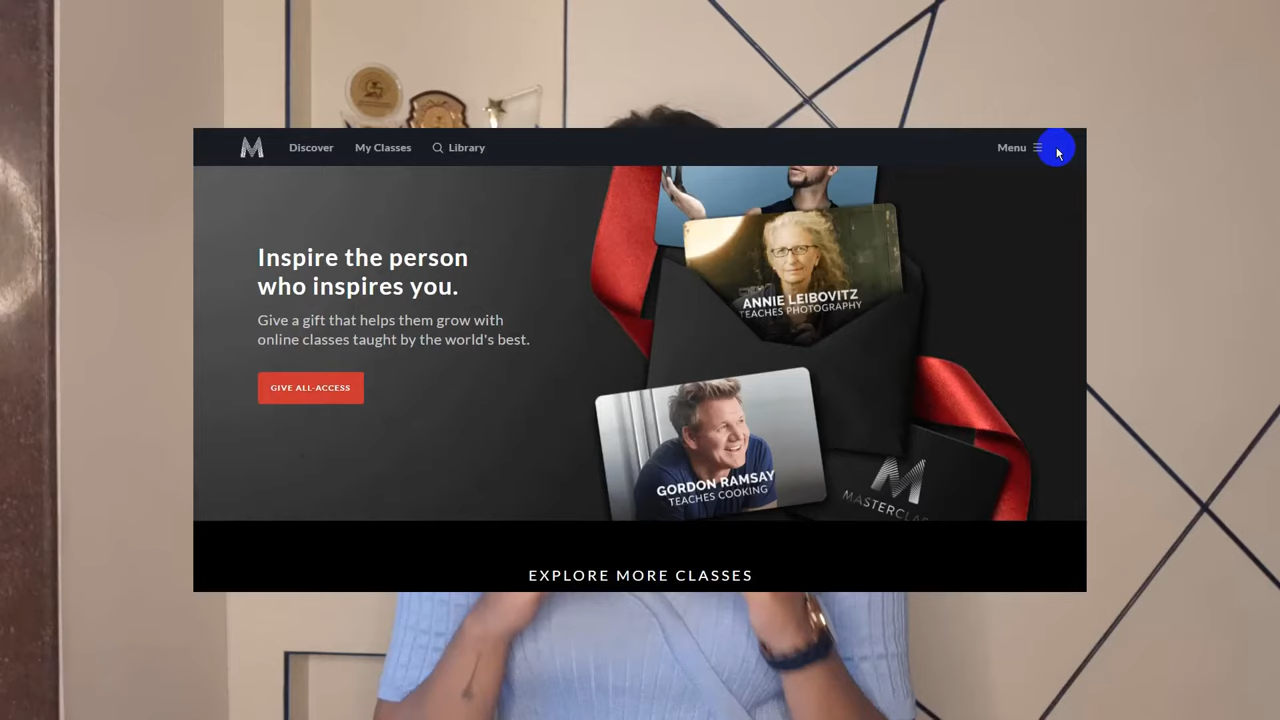 Discover
My Classes
Library
Menu
Inspire the person
who inspires you.
Give a gift that helps them grow with
online classes taught by the world's best.
GIVE ALL-ACCESS
ANNIE LEIBOVITZ
TEACHES PHOTOGRAPHY
GORDON RAMSAY
TEACHES COOKING
EXPLORE MORE CLASSES